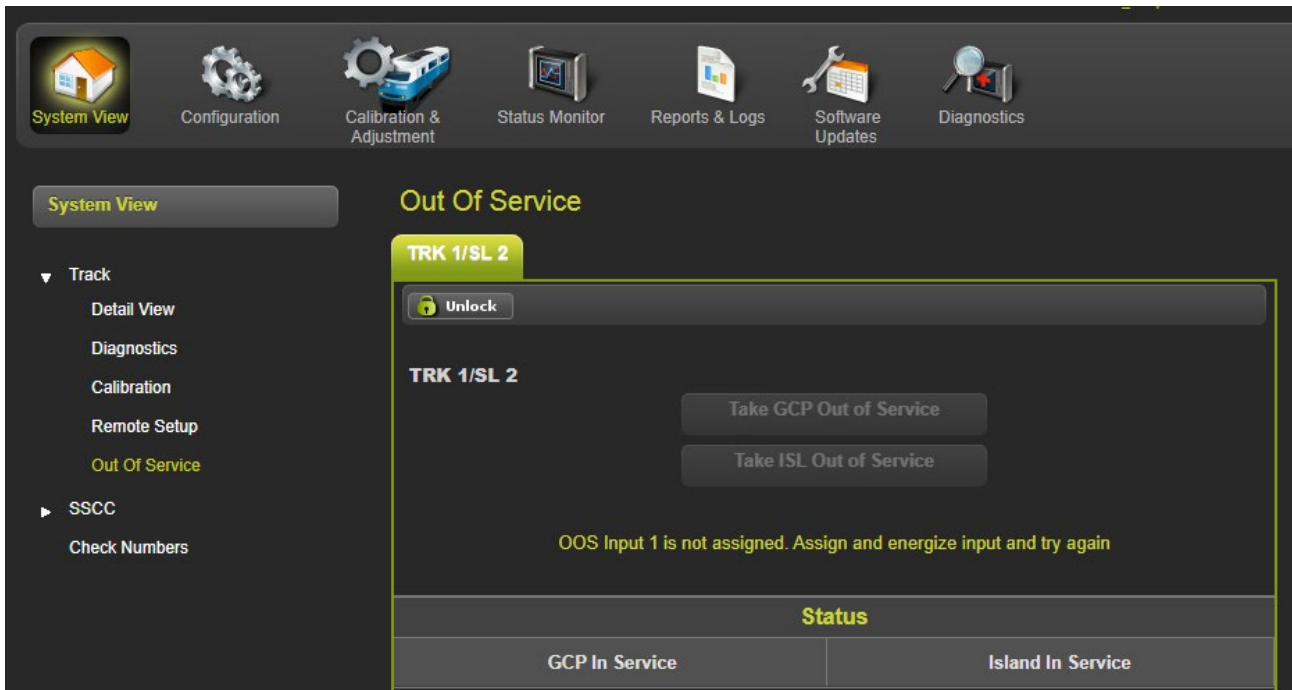 System View
Configuration
Calibration &
Adjustment
Status Monitor
Reports & Logs
Software
Updates
Diagnostics
System View
Track
Detail View
Diagnostics
Calibration
Remote Setup
Out Of Service
SSCC
Check Numbers
Out Of Service
TRK 1/SL 2
Unlock
TRK 1/SL 2
Take GCP Out of Service
Take ISL Out of Service
OOS Input 1 is not assigned. Assign and energize input and try again
Status
GCP In Service
Island In Service